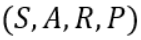 (S, A, R, P)